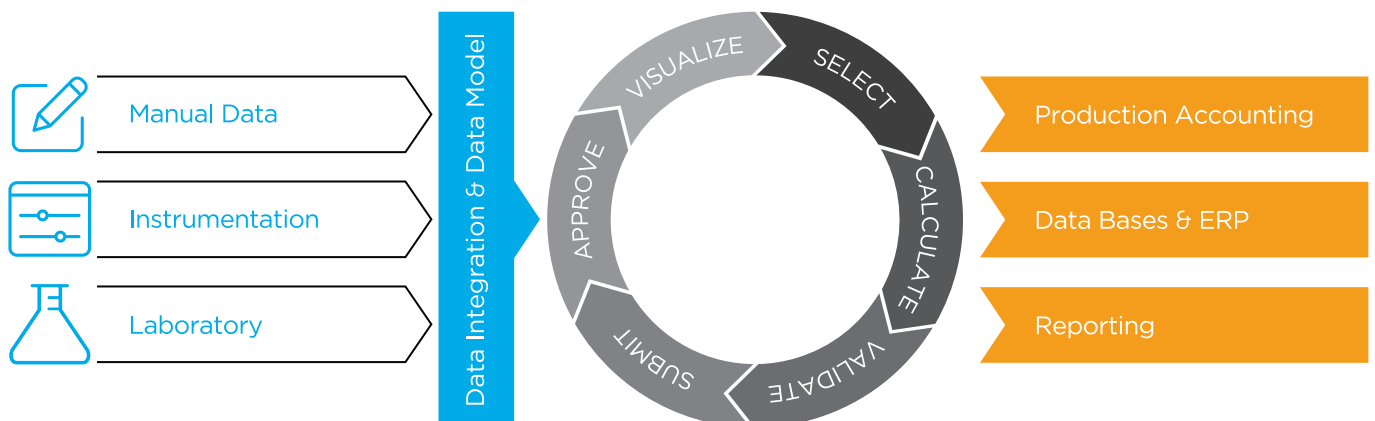 Manual Data
Instrumentation
Laboratory
Data Integration & Data Model
SELECT
CALCULATE
VALIDATE
SUBMIT
APPROVE
VISUALIZE
Production Accounting
Data Bases & ERP
Reporting